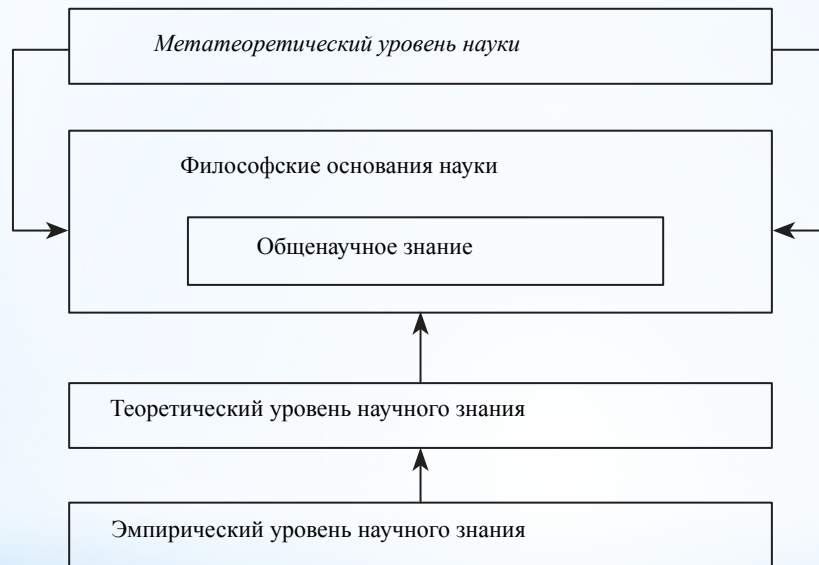 Метатеоретический уровень науки
Философские основания науки
Общенаучное знание
Теоретический уровень научного знания
Эмпирический уровень научного знания